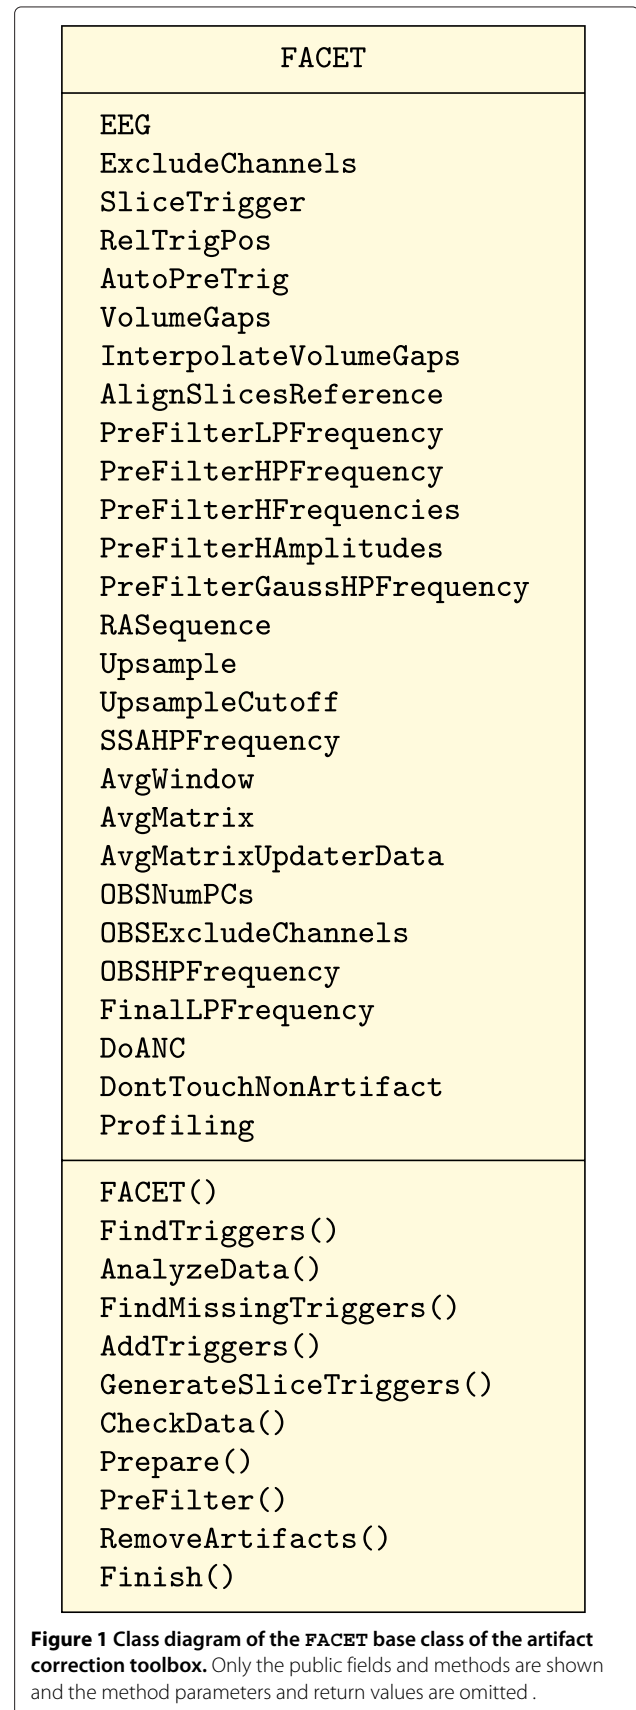 FACET
EEG
ExcludeChannels
SliceTrigger
RelTrigPos
AutoPreTrig
VolumeGaps
InterpolateVolumeGaps
AlignSlicesReference
PreFilterLPFrequency
PreFilterHPFrequency
PreFilterHFrequencies
PreFilterHAmplitudes
PreFilterGaussHPFrequency
RASequence
Upsample
UpsampleCutoff
SSAHPFrequency
AvgWindow
AvgMatrix
AvgMatrixUpdaterData
OBSNumPCs
OBSExcludeChannels
OBSHPFrequency
FinalLPFrequency
DoANC
DontTouchNonArtifact
Profiling
FACET()
FindTriggers()
AnalyzeData()
FindMissingTriggers()
AddTriggers()
GenerateSliceTriggers()
CheckData()
Prepare()
PreFilter()
RemoveArtifacts()
Finish()
Figure 1 Class diagram of the FACET base class of the artifact
correction toolbox. Only the public fields and methods are shown
and the method parameters and return values are omitted .